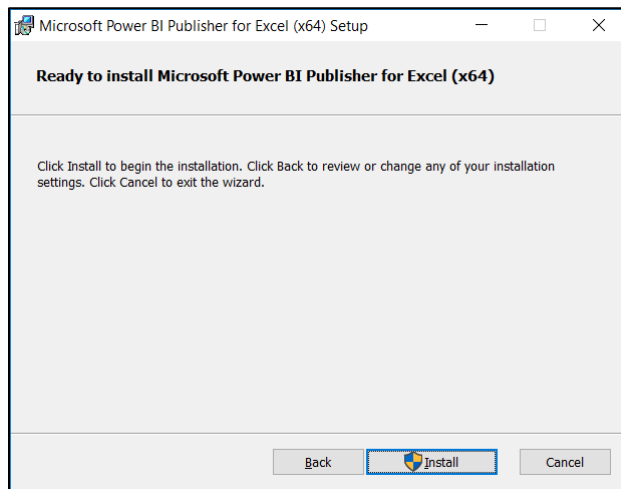 Microsoft Power BI Publisher for Excel (x64) Setup
Ready to install Microsoft Power BI Publisher for Excel (x64)
Click Install to begin the installation. Click Back to review or change any of your installation
settings. Click Cancel to exit the wizard.
Back Install Cancel